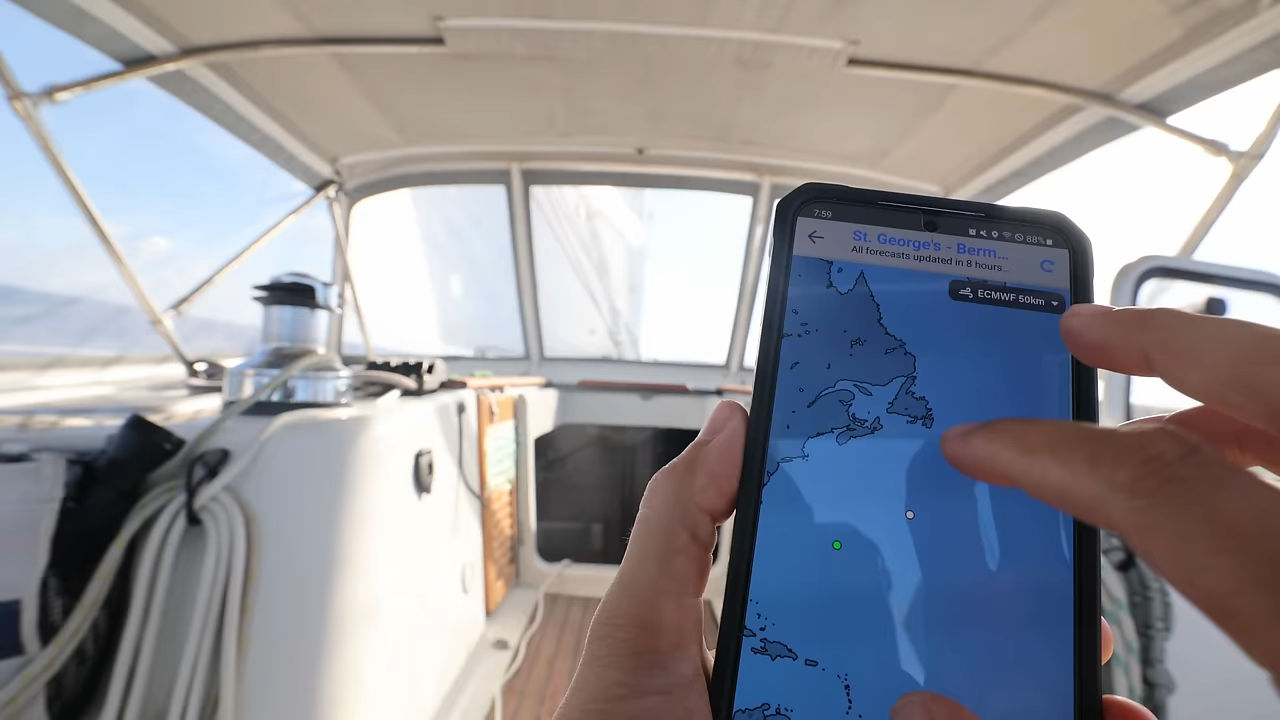 7:59
88%
St. George's - Berm...
All forecasts updated in 8 hours...
ECMWF 50km